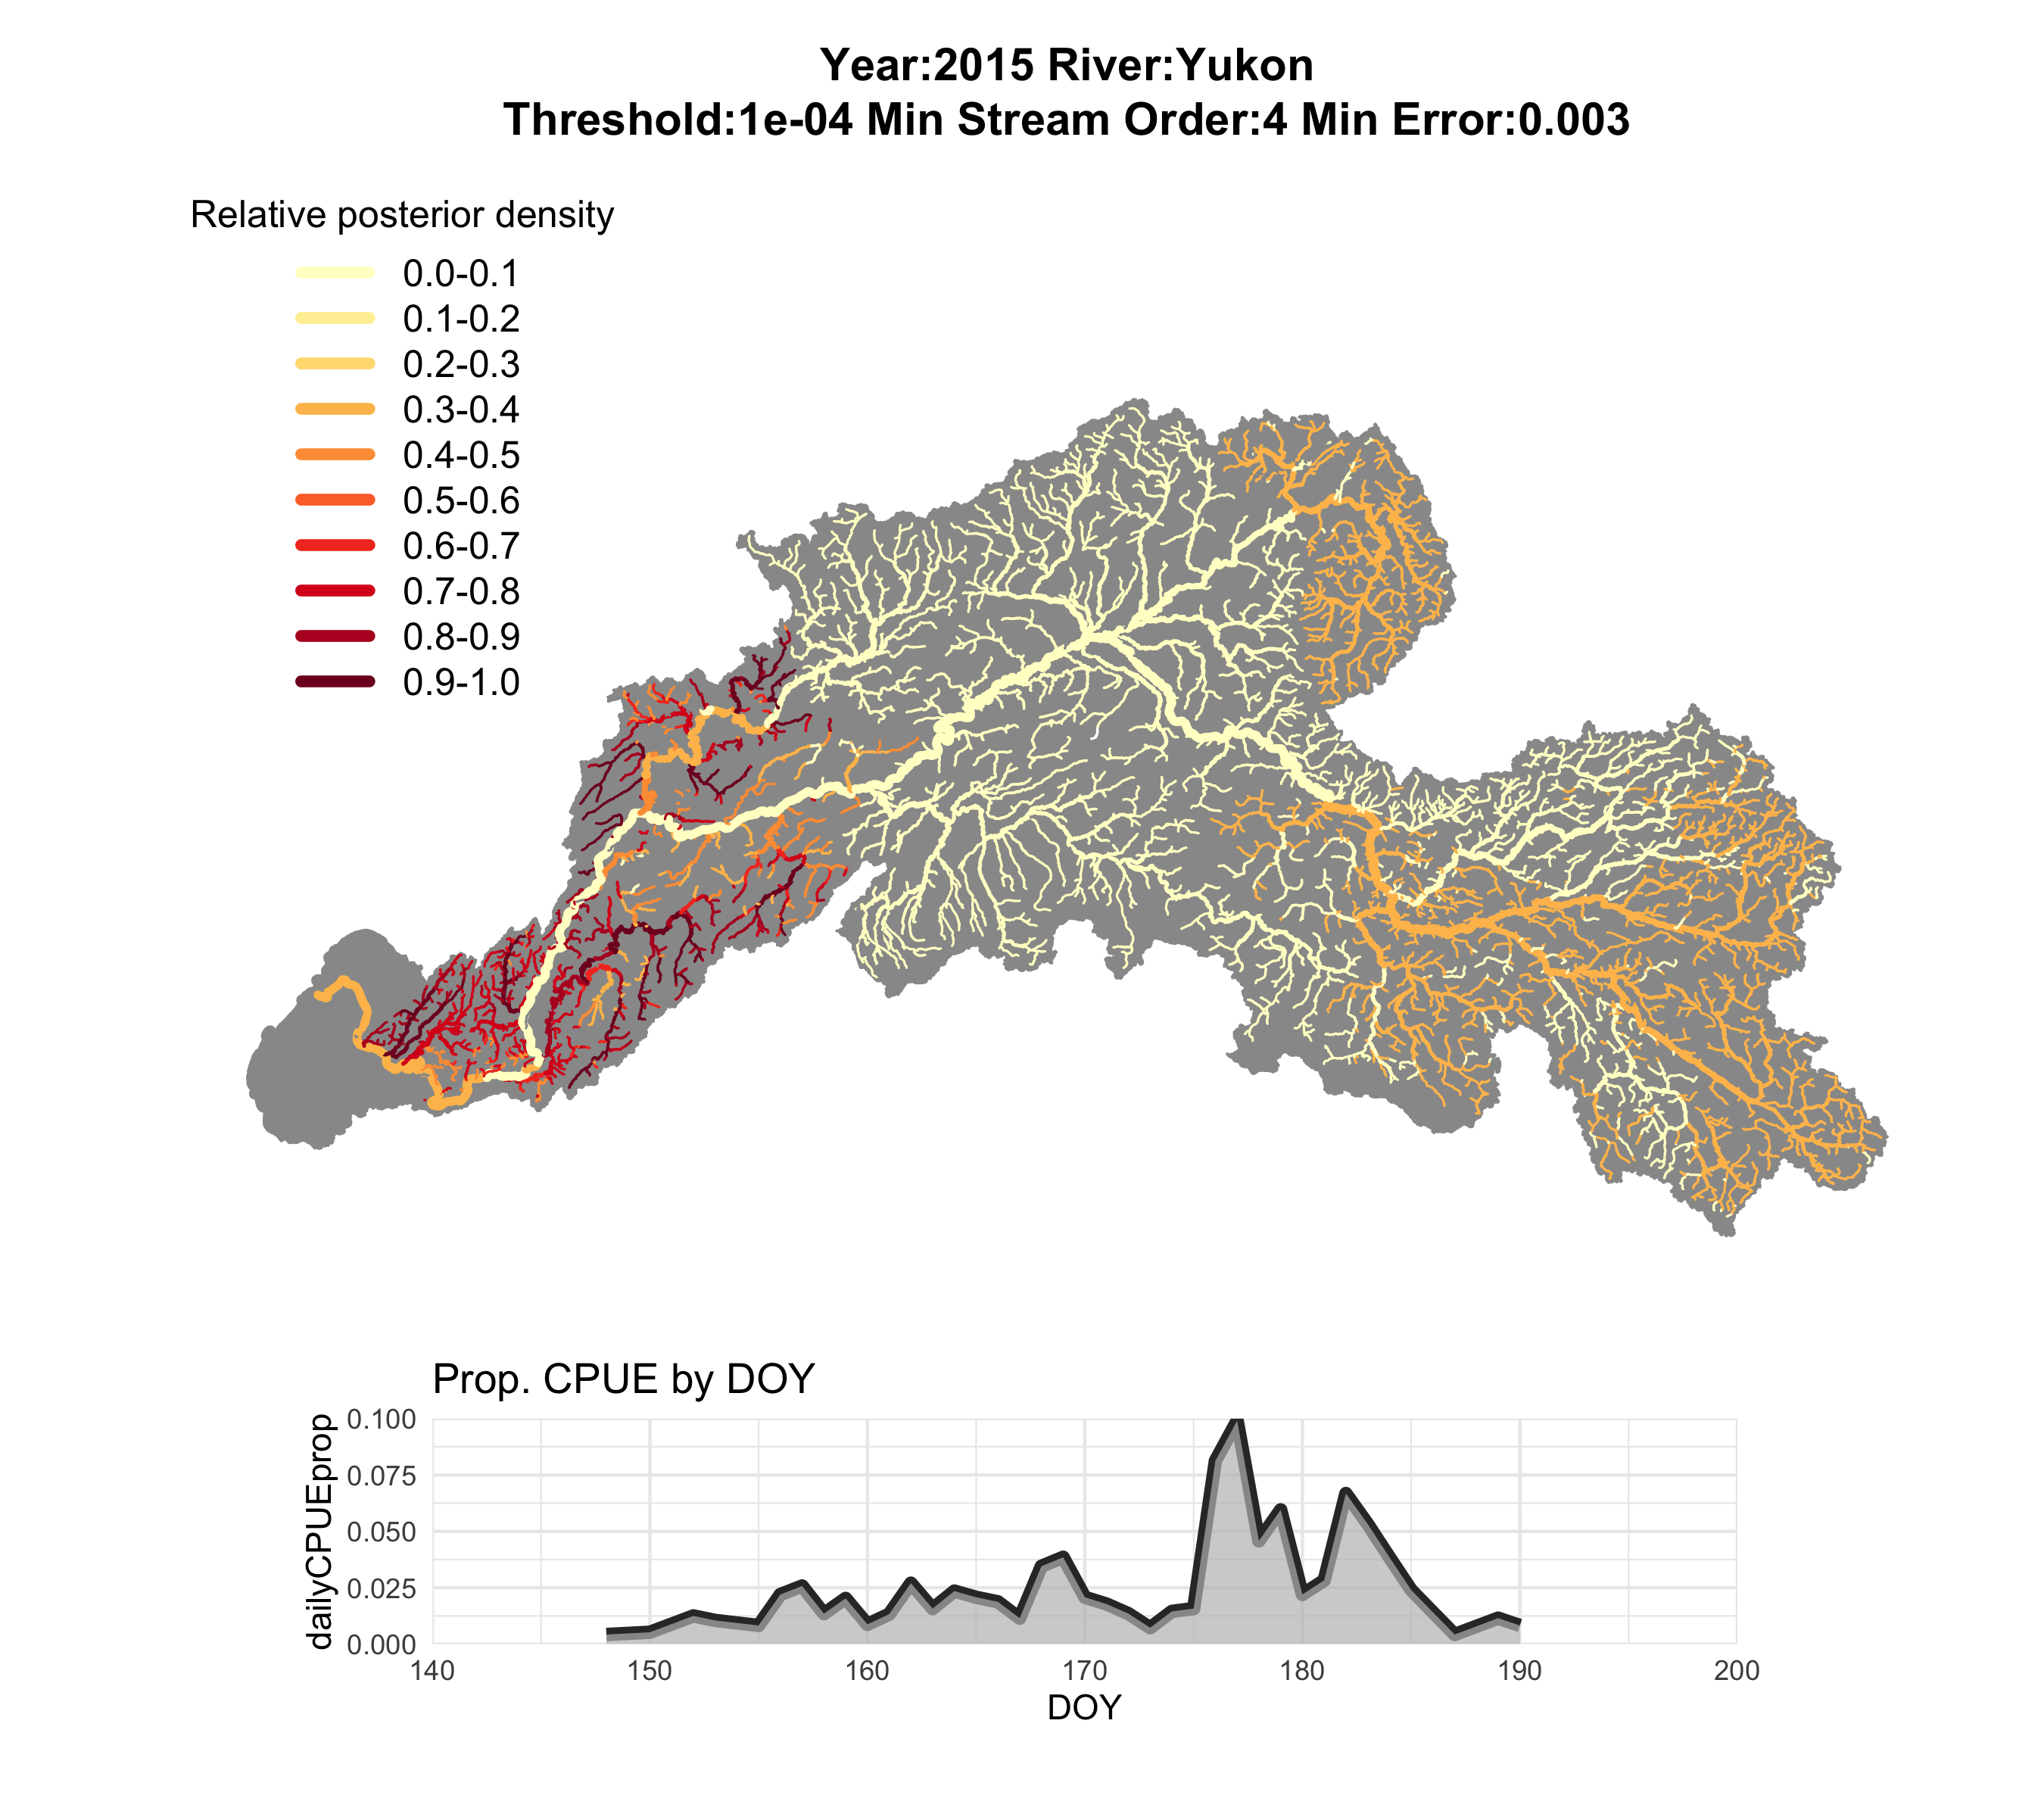 Year:2015 River:Yukon
Threshold:1e-04 Min Stream Order:4 Min Error:0.003
Relative posterior density
0.0-0.1
0.1-0.2
0.2-0.3
0.3-0.4
0.4-0.5
0.5-0.6
0.6-0.7
0.7-0.8
0.8-0.9
0.9-1.0
Prop. CPUE by DOY
dailyCPUEprop
0.100
0.075
0.050
0.025
0.000
140 150 160 170 180 190 200
DOY